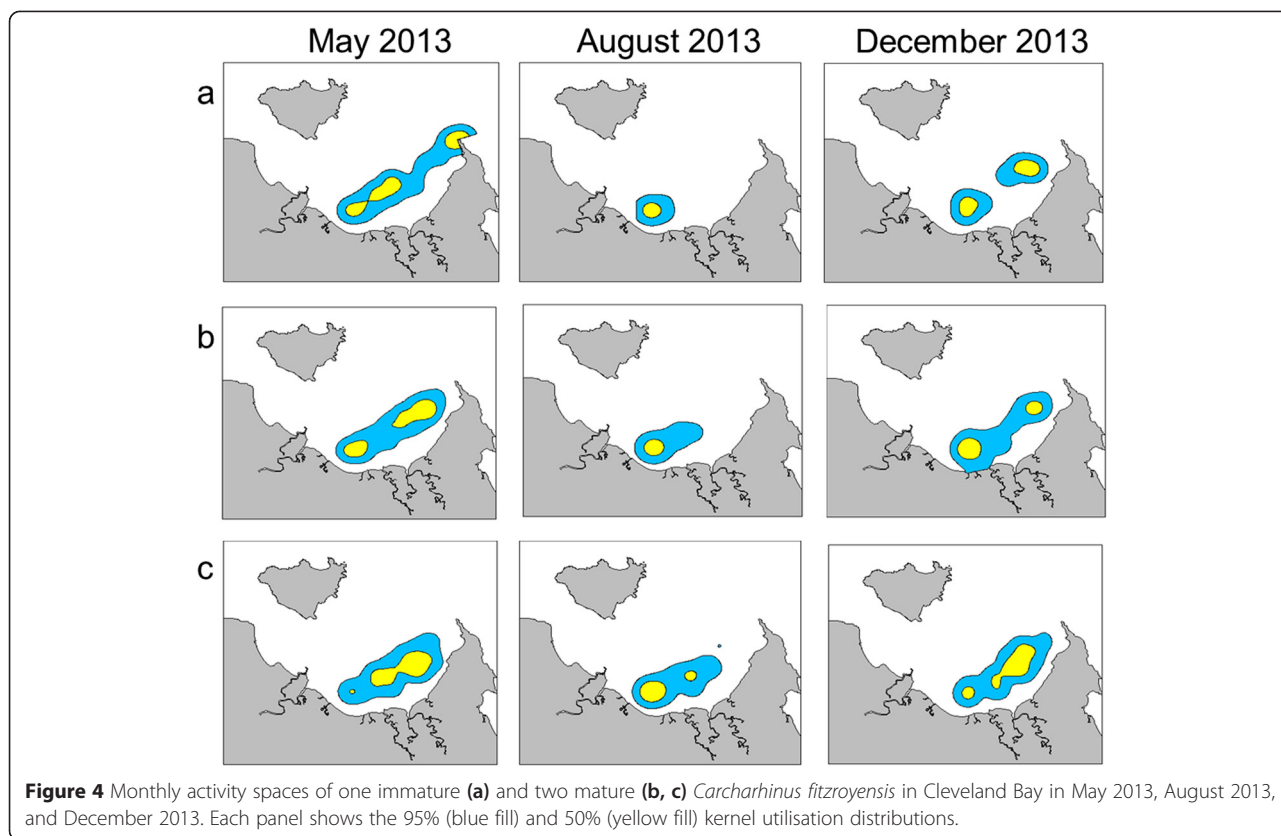 May 2013 August 2013 December 2013
a
b
c
Figure 4 Monthly activity spaces of one immature (a) and two mature (b, c) Carcharhinus fitzroyensis in Cleveland Bay in May 2013, August 2013,
and December 2013. Each panel shows the 95% (blue fill) and 50% (yellow fill) kernel utilisation distributions.